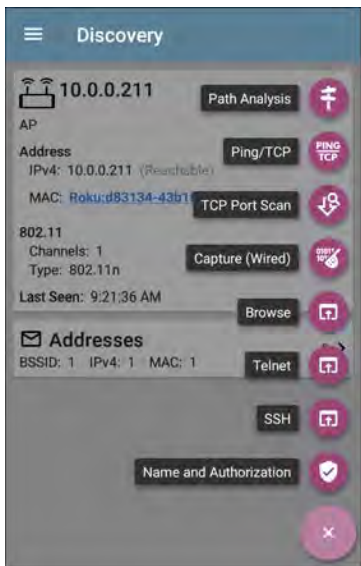 Discovery
10.0.0.211
Path Analysis
AP
Address
Ping/TCP
PING
TCP
IPv4: 10.0.0.211 (Reachable)
MAC: Roku:d83134-43b1
TCP Port Scan
802.11
Channels: 1
Capture (Wired)
Type: 802.11n
Last Seen: 9:21:36 AM
Browse
Addresses
BSSID: 1 IPv4: 1 MAC: 1
Telnet
SSH
Name and Authorization